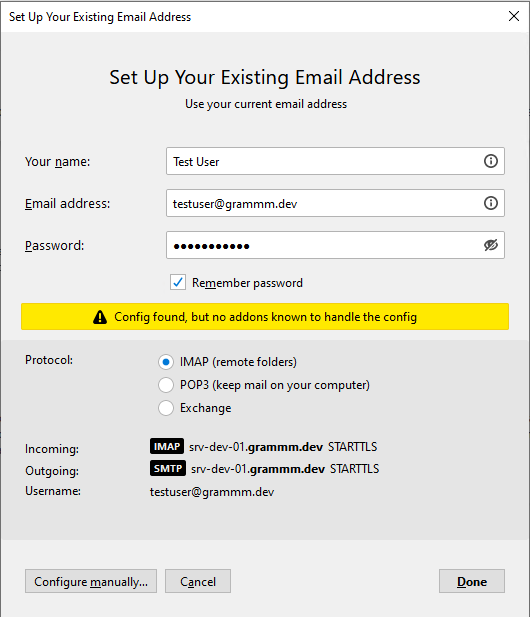 Set Up Your Existing Email Address
Set Up Your Existing Email Address
Use your current email address
Your name: Test User
Email address: testuser@grammm.dev
Password: ●●●●●●●●●●●
Remember password
Config found, but no addons known to handle the config
Protocol: IMAP (remote folders)
POP3 (keep mail on your computer)
Exchange
Incoming: IMAP srv-dev-01.grammm.dev STARTTLS
Outgoing: SMTP srv-dev-01.grammm.dev STARTTLS
Username: testuser@grammm.dev
Configure manually... Cancel Done